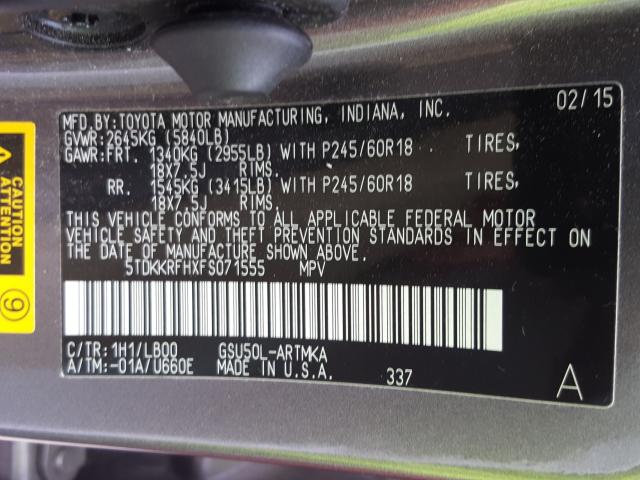 MFD.BY:TOYOTA MOTOR MANUFACTURING, INDIANA, INC. 02/15
GVWR:2645KG (5840LB)
GAWR:FRT. 1340KG (2955LB) WITH P245/60R18 TIRES,
18X7.5J RIMS.
RR. 1545KG (3415LB) WITH P245/60R18 TIRES,
18X7.5J RIMS.
THIS VEHICLE CONFORMS TO ALL APPLICABLE FEDERAL MOTOR
VEHICLE SAFETY AND THEFT PREVENTION STANDARDS IN EFFECT ON
THE DATE OF MANUFACTURE SHOWN ABOVE.
5TDKKRFHXFS071555 MPV
C/TR:1H1/LB00 GSU50L-ARTMKA
A/TM:-01A/U660E MADE IN U.S.A. 337 A
CAUTION
ATTENTION
9